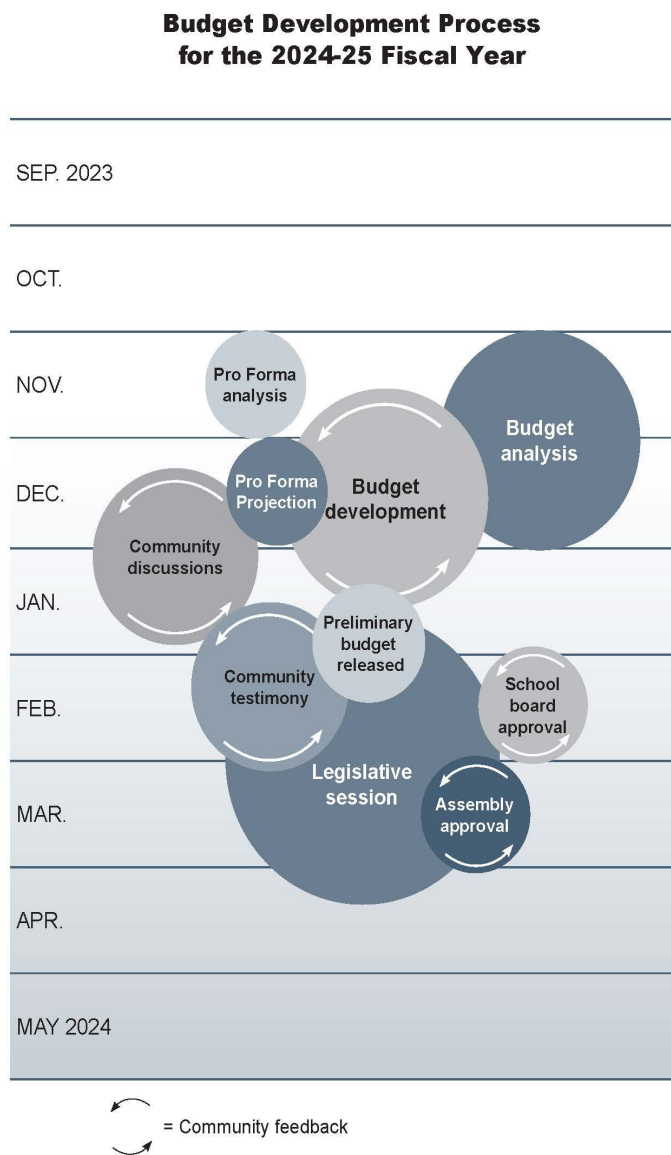 Budget Development Process
for the 2024-25 Fiscal Year
SEP. 2023
OCT.
NOV.
Pro Forma
analysis
Budget
analysis
DEC.
Pro Forma
Projection
Budget
development
Community
discussions
JAN.
Preliminary
budget
released
Community
testimony
FEB.
School
board
approval
Legislative
session
MAR.
Assembly
approval
APR.
MAY 2024
= Community feedback